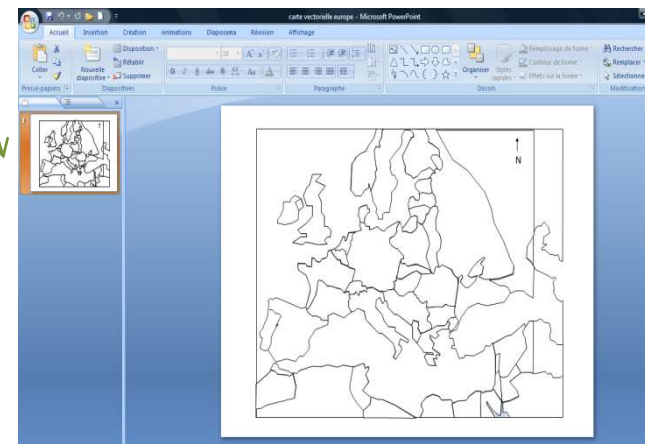 carte vectorielle europe - Microsoft PowerPoint
Accueil Insertion Création Animations Diaporama Révision Affichage
Coller
Nouvelle diapositive
Disposition
Rétablir
Supprimer
Organiser
Styles rapides
Remplissage de forme
Contour de forme
Effets sur la forme
Rechercher
Remplacer
Sélectionne
Presse-papiers Diapositives Police Paragraphe Dessin Modification
N